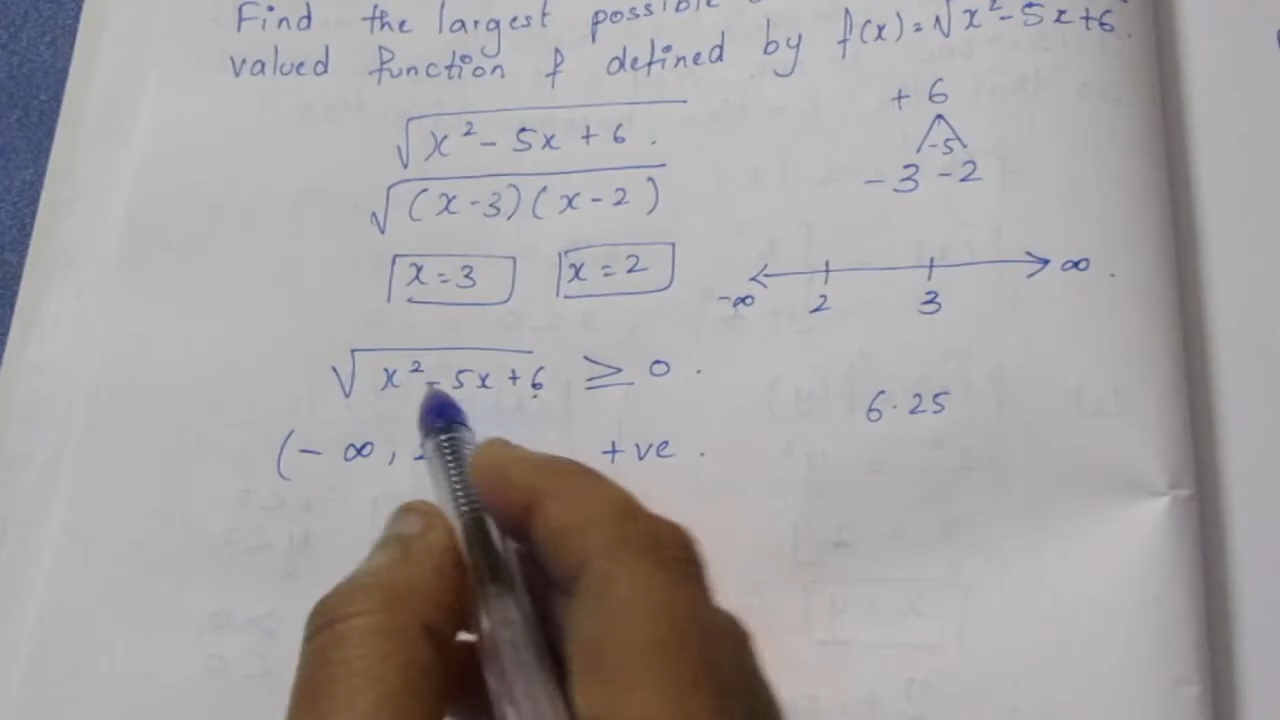 Find the largest possible
valued function f defined by f(x)=√x²-5x+6.
+6
√x²-5x+6.
-5
-3 -2
√(x-3)(x-2)
x=3 x=2
-∞ 2 3 ∞.
√x²-5x+6 ≥ 0.
6.25
(-∞, +ve.